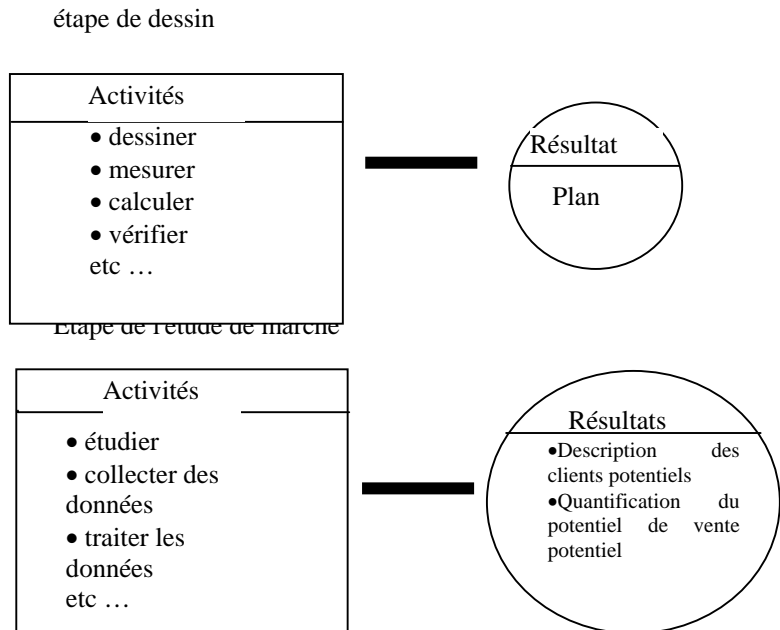 étape de dessin
Activités
• dessiner
• mesurer
• calculer
• vérifier
etc …
Résultat
Plan
Etape de l'étude de marché
Activités
• étudier
• collecter des
données
• traiter les
données
etc …
Résultats
•Description des
clients potentiels
•Quantification du
potentiel de vente
potentiel